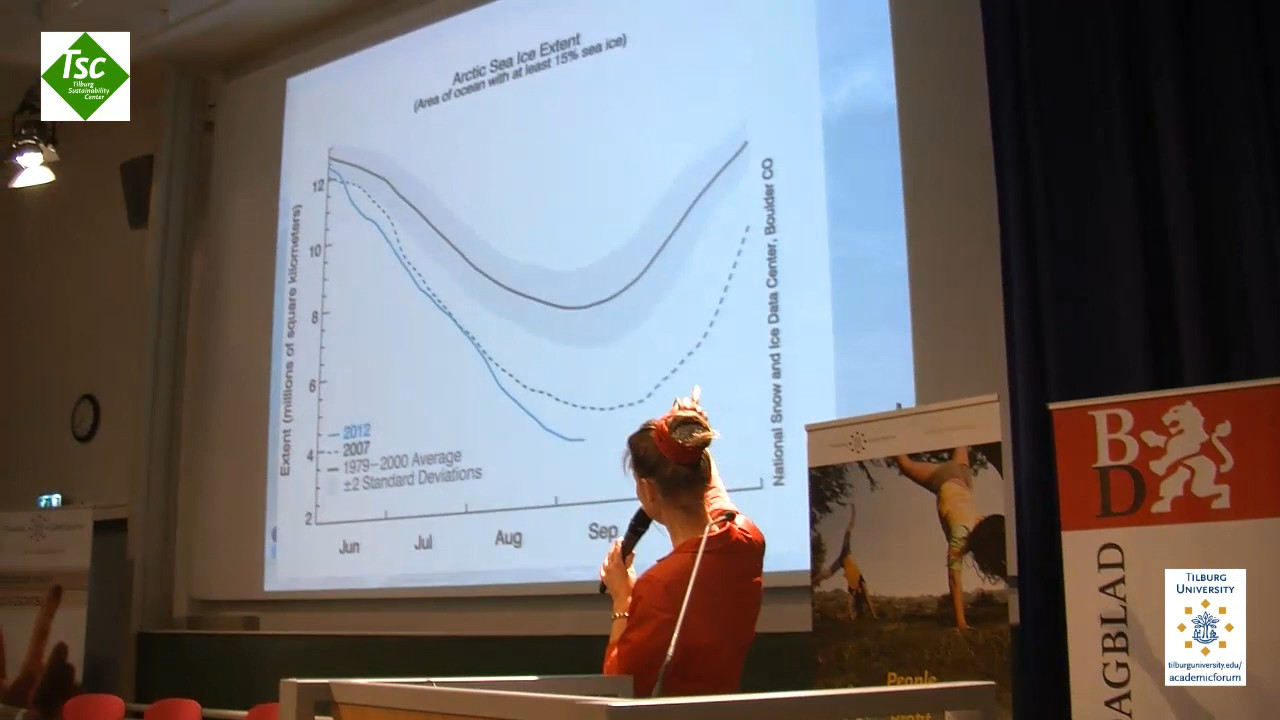 Tsc
Tilburg
Sustainability
Center
Arctic Sea Ice Extent
(Area of ocean with at least 15% sea ice)
Extent (millions of square kilometers)
12
10
8
6
4
2
2012
2007
1979–2000 Average
±2 Standard Deviations
Jun
Jul
Aug
Sep
National Snow and Ice Data Center, Boulder CO
People
BD
AGBLAD
TILBURG
UNIVERSITY
tilburguniversity.edu/
academicforum